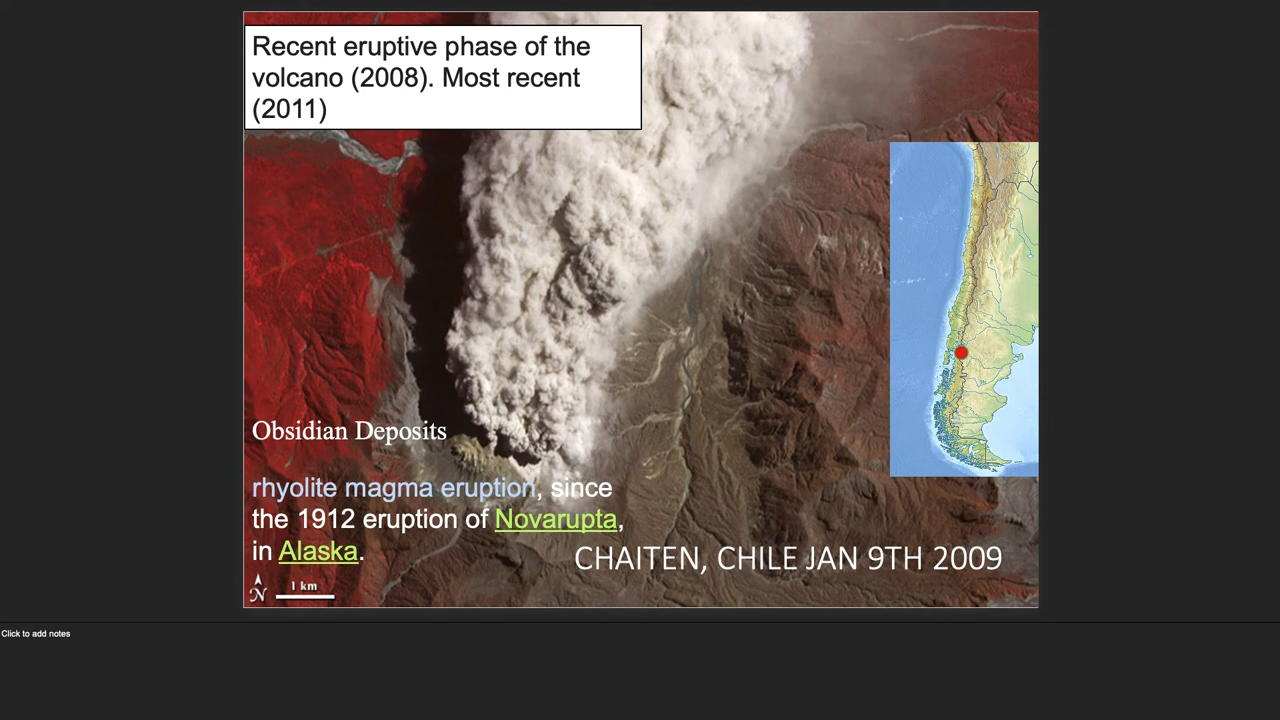 Recent eruptive phase of the
volcano (2008). Most recent
(2011)
Obsidian Deposits
rhyolite magma eruption, since
the 1912 eruption of Novarupta,
in Alaska.
CHAITEN, CHILE JAN 9TH 2009
N
1 km
Click to add notes